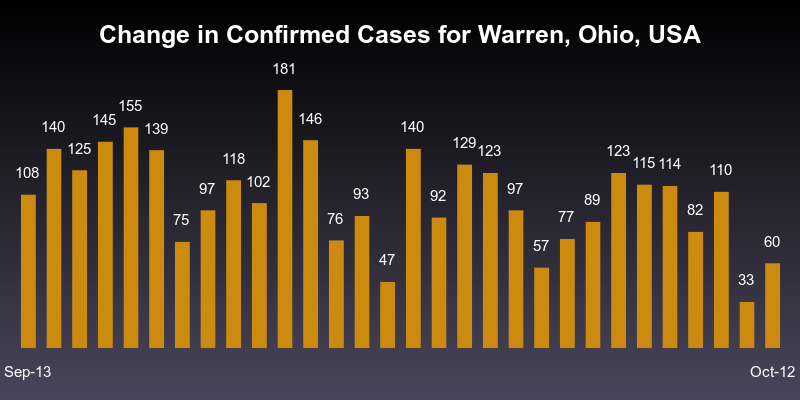 Change in Confirmed Cases for Warren, Ohio, USA
108 140 125 145 155 139 75 97 118 102 181 146 76 93 47 140 92 129 123 97 57 77 89 123 115 114 82 110 33 60
Sep-13 Oct-12